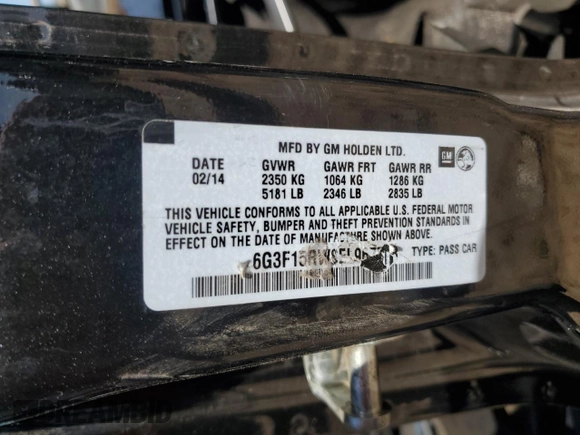 MFD BY GM HOLDEN LTD.
GM
DATE GVWR GAWR FRT GAWR RR
02/14 2350 KG 1064 KG 1286 KG
5181 LB 2346 LB 2835 LB
THIS VEHICLE CONFORMS TO ALL APPLICABLE U.S. FEDERAL MOTOR
VEHICLE SAFETY, BUMPER AND THEFT PREVENTION STANDARDS IN
EFFECT ON THE DATE OF MANUFACTURE SHOWN ABOVE.
TYPE: PASS CAR